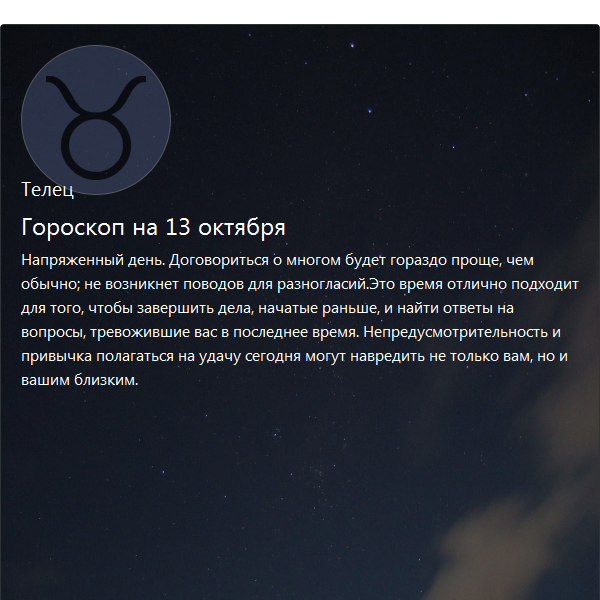 Телец
Гороскоп на 13 октября
Напряженный день. Договориться о многом будет гораздо проще, чем
обычно; не возникнет поводов для разногласий.Это время отлично подходит
для того, чтобы завершить дела, начатые раньше, и найти ответы на
вопросы, тревожившие вас в последнее время. Непредусмотрительность и
привычка полагаться на удачу сегодня могут навредить не только вам, но и
вашим близким.